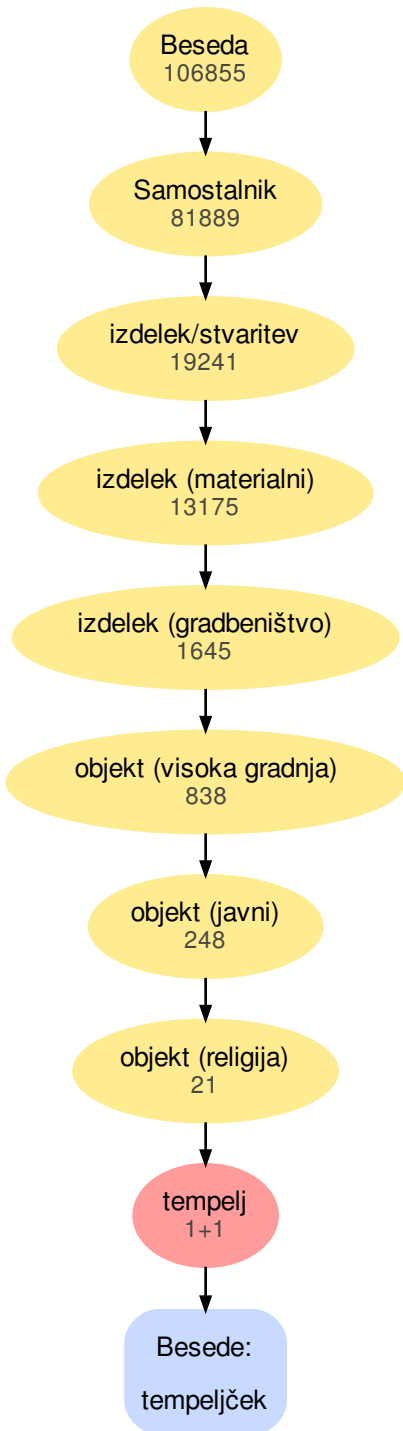 Beseda
106855
Samostalnik
81889
izdelek/stvaritev
19241
izdelek (materialni)
13175
izdelek (gradbeništvo)
1645
objekt (visoka gradnja)
838
objekt (javni)
248
objekt (religija)
21
tempelj
1+1
Besede:
tempeljček